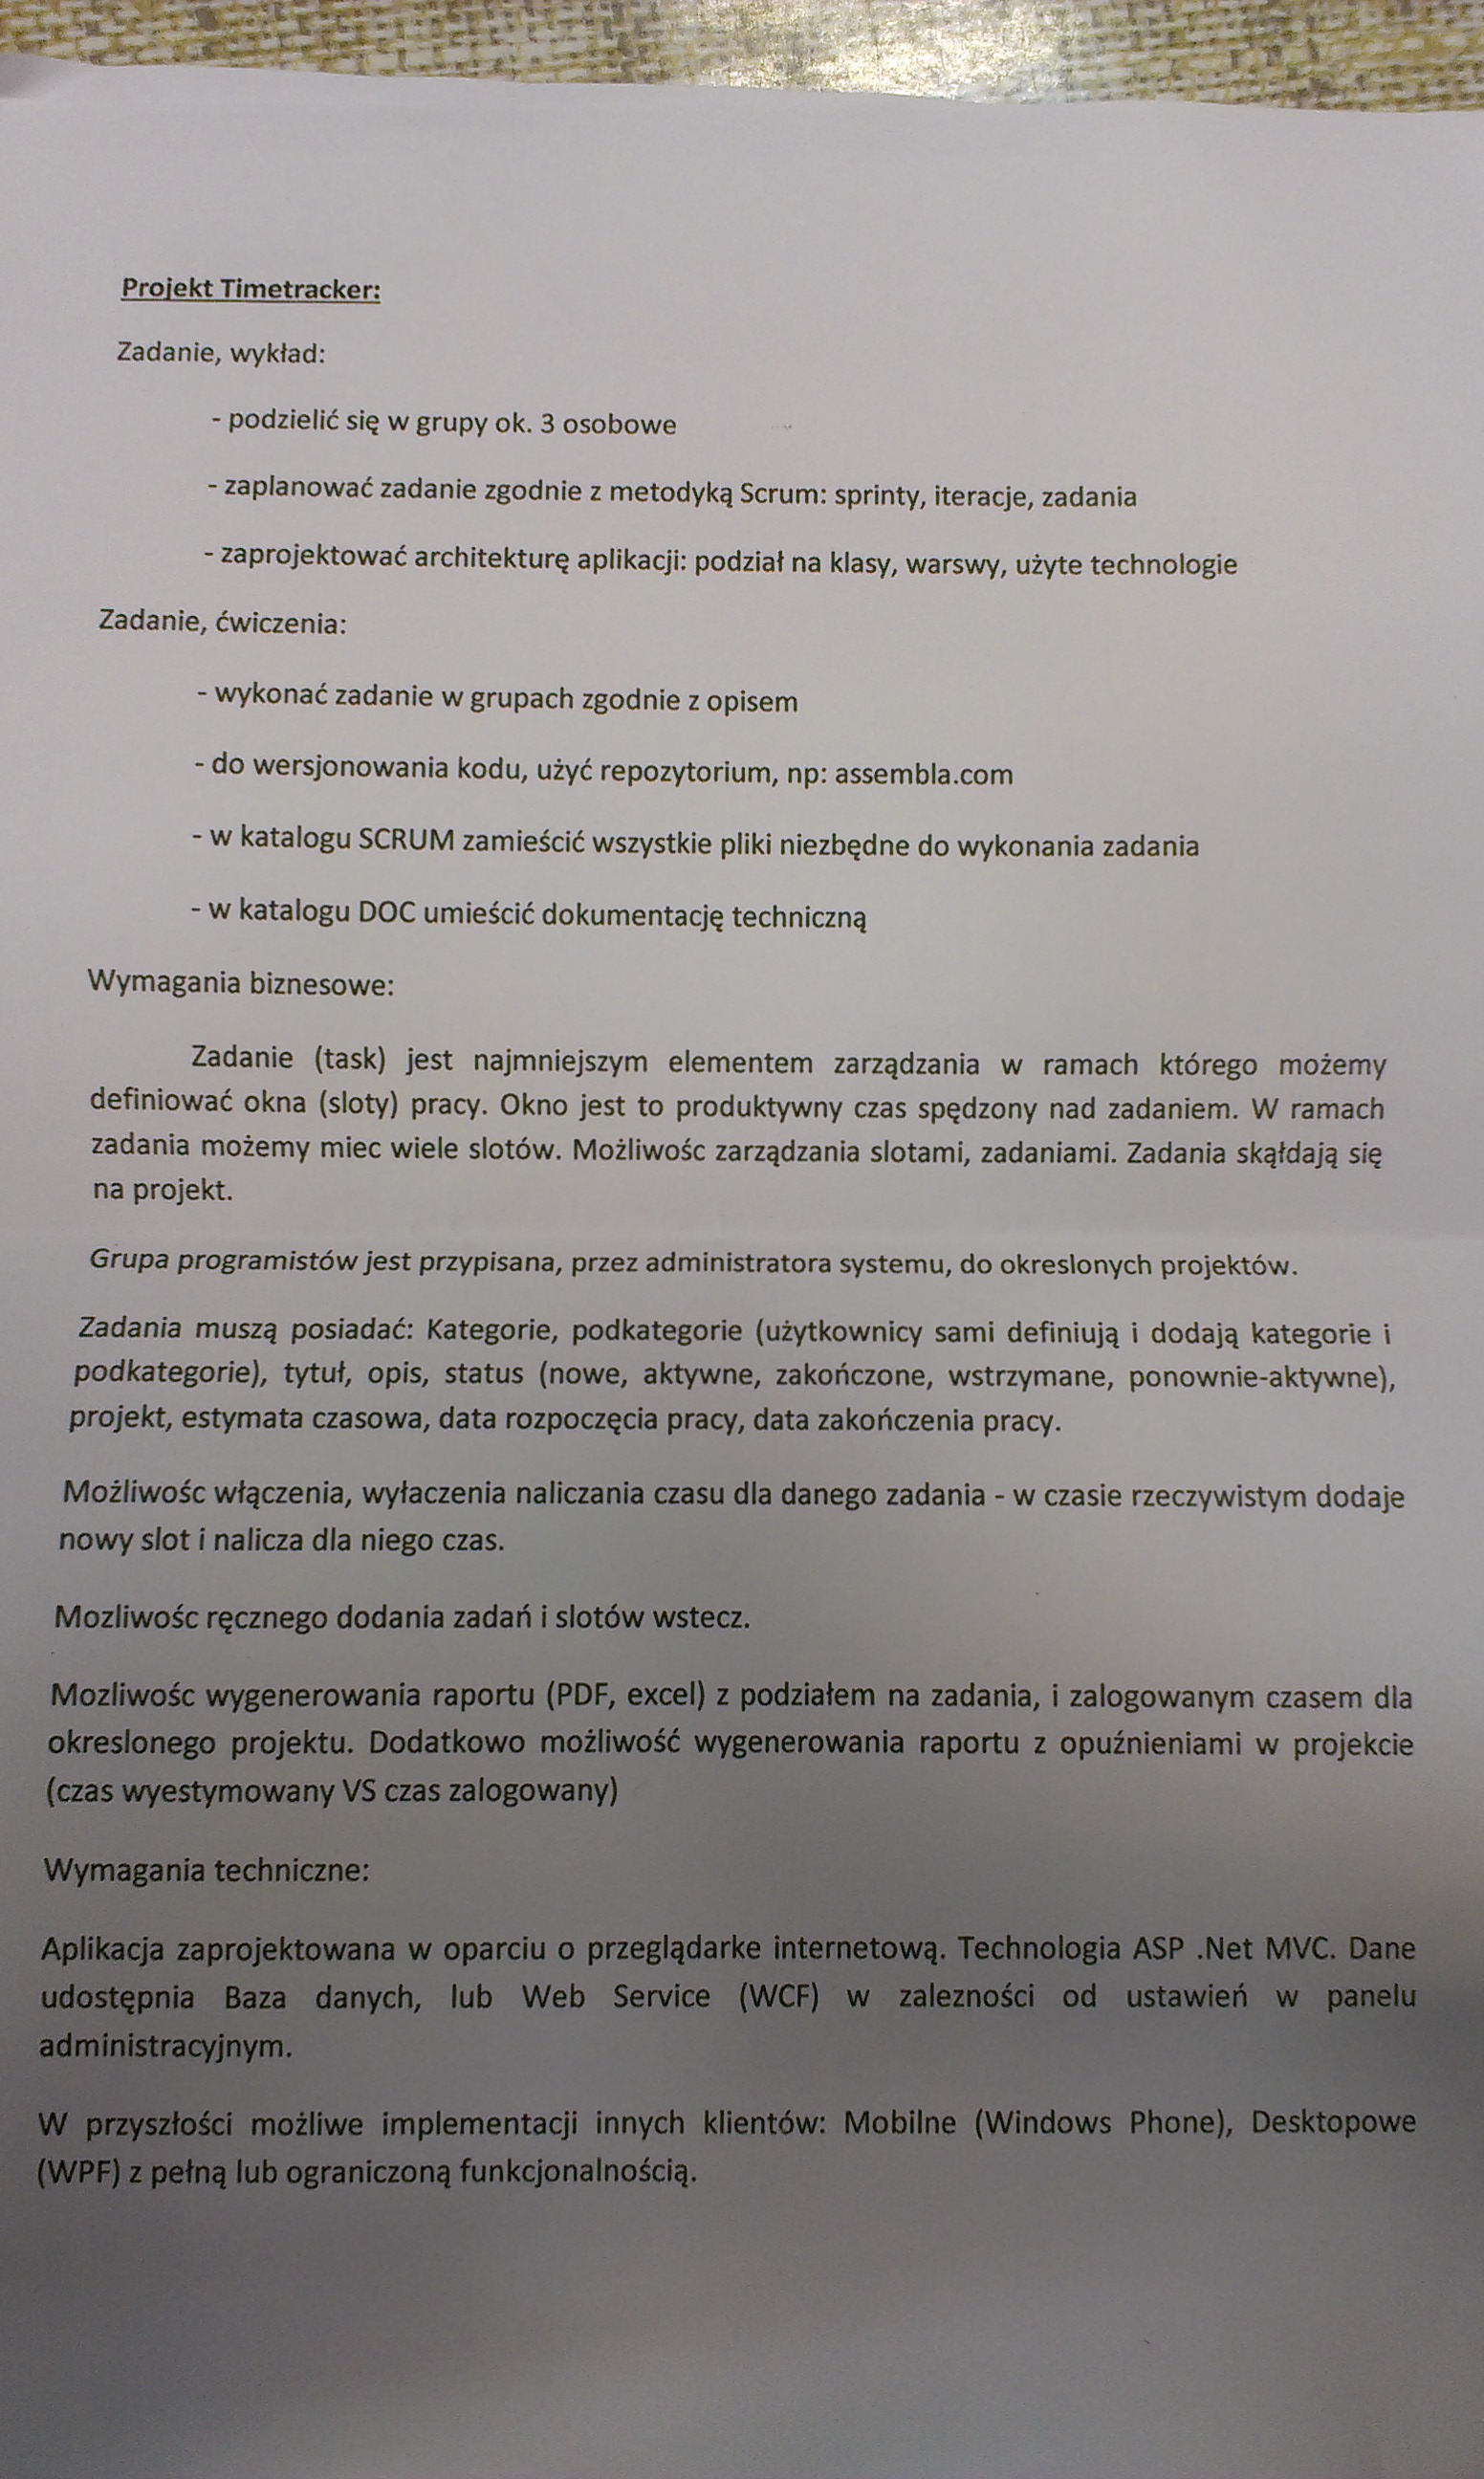 Projekt Timetracker:
Zadanie, wykład:
- podzielić się w grupy ok. 3 osobowe
- zaplanować zadanie zgodnie z metodyką Scrum: sprinty, iteracje, zadania
- zaprojektować architekturę aplikacji: podział na klasy, warswy, użyte technologie
Zadanie, ćwiczenia:
- wykonać zadanie w grupach zgodnie z opisem
- do wersjonowania kodu, użyć repozytorium, np: assembla.com
- w katalogu SCRUM zamieścić wszystkie pliki niezbędne do wykonania zadania
- w katalogu DOC umieścić dokumentację techniczną
Wymagania biznesowe:
Zadanie (task) jest najmniejszym elementem zarządzania w ramach którego możemy
definiować okna (sloty) pracy. Okno jest to produktywny czas spędzony nad zadaniem. W ramach
zadania możemy miec wiele slotów. Możliwośc zarządzania slotami, zadaniami. Zadania skąłdają się
na projekt.
Grupa programistów jest przypisana, przez administratora systemu, do okreslonych projektów.
Zadania muszą posiadać: Kategorie, podkategorie (użytkownicy sami definiują i dodają kategorie i
podkategorie), tytuł, opis, status (nowe, aktywne, zakończone, wstrzymane, ponownie-aktywne),
projekt, estymata czasowa, data rozpoczęcia pracy, data zakończenia pracy.
Możliwośc włączenia, wyłaczenia naliczania czasu dla danego zadania - w czasie rzeczywistym dodaje
nowy slot i nalicza dla niego czas.
Mozliwośc ręcznego dodania zadań i slotów wstecz.
Mozliwośc wygenerowania raportu (PDF, excel) z podziałem na zadania, i zalogowanym czasem dla
okreslonego projektu. Dodatkowo możliwość wygenerowania raportu z opuźnieniami w projekcie
(czas wyestymowany VS czas zalogowany)
Wymagania techniczne:
Aplikacja zaprojektowana w oparciu o przeglądarke internetową. Technologia ASP .Net MVC. Dane
udostępnia Baza danych, lub Web Service (WCF) w zalezności od ustawień w panelu
administracyjnym.
W przyszłości możliwe implementacji innych klientów: Mobilne (Windows Phone), Desktopowe
(WPF) z pełną lub ograniczoną funkcjonalnością.